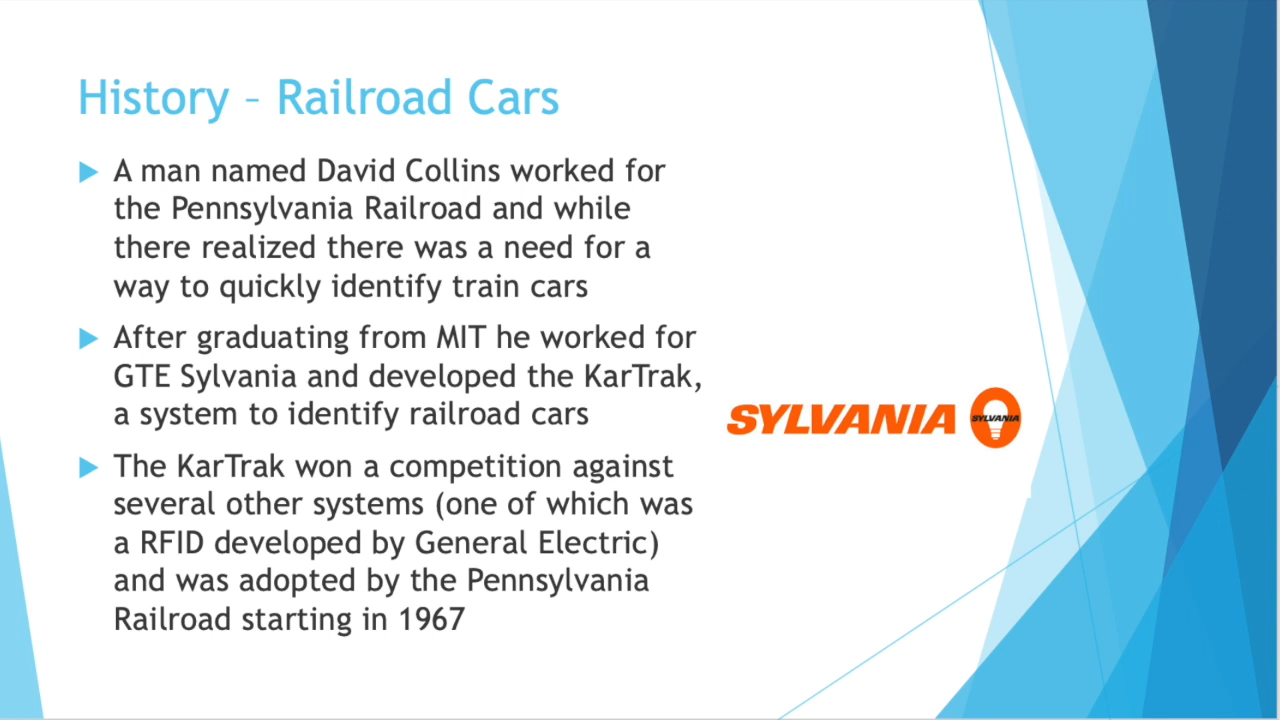 History – Railroad Cars
A man named David Collins worked for
the Pennsylvania Railroad and while
there realized there was a need for a
way to quickly identify train cars
After graduating from MIT he worked for
GTE Sylvania and developed the KarTrak,
a system to identify railroad cars
SYLVANIA SYLVANIA
The KarTrak won a competition against
several other systems (one of which was
a RFID developed by General Electric)
and was adopted by the Pennsylvania
Railroad starting in 1967